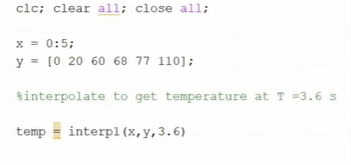 clc; clear all; close all;
x = 0:5;
y = [0 20 60 68 77 110];
%interpolate to get temperature at T =3.6 s
temp = interp1(x,y,3.6)